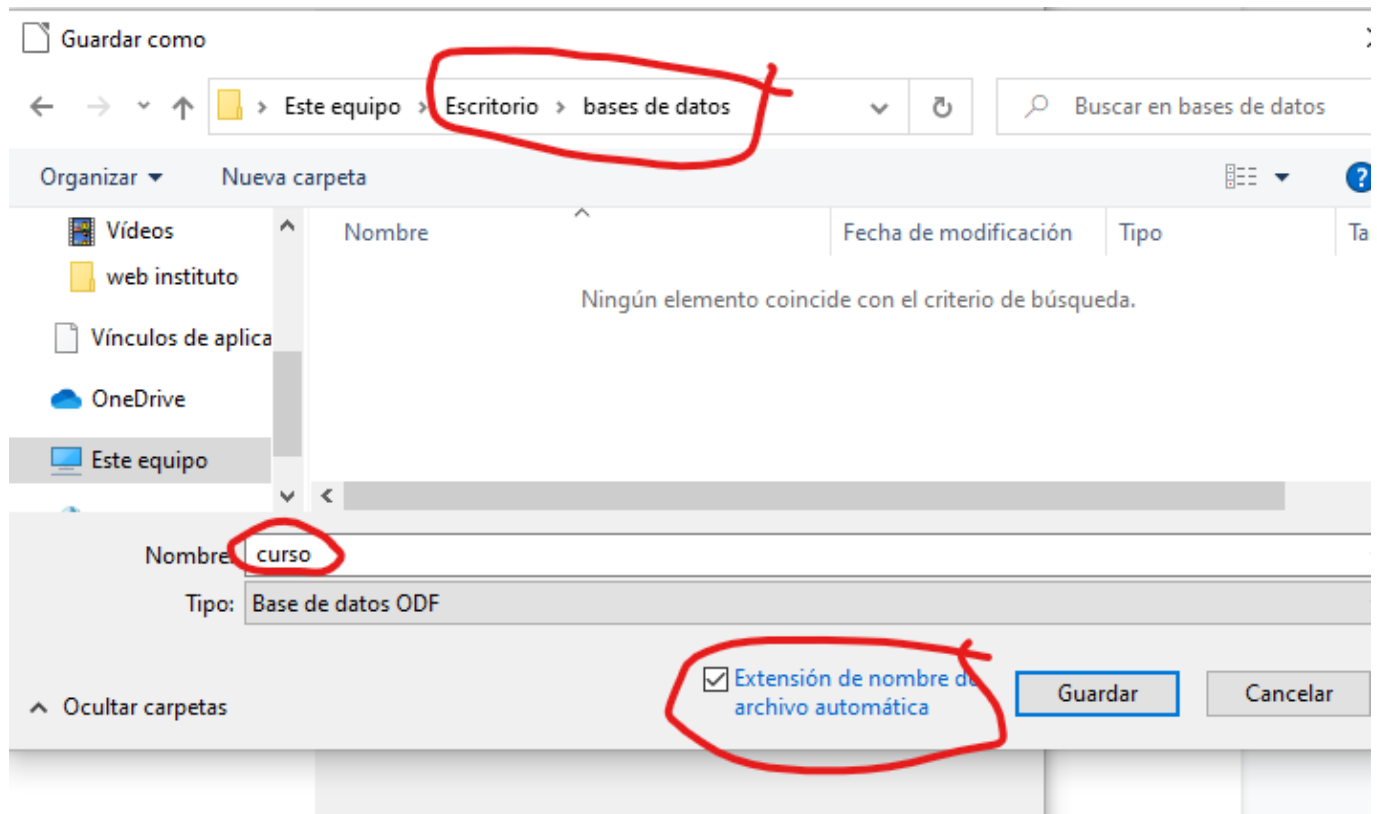 Guardar como
Este equipo > Escritorio > bases de datos
Buscar en bases de datos
Organizar
Nueva carpeta
Vídeos
web instituto
Vínculos de aplica
OneDrive
Este equipo
Nombre
Fecha de modificación
Tipo
Ta
Ningún elemento coincide con el criterio de búsqueda.
Nombre: curso
Tipo: Base de datos ODF
Extensión de nombre de
archivo automática
Guardar
Cancelar
Ocultar carpetas